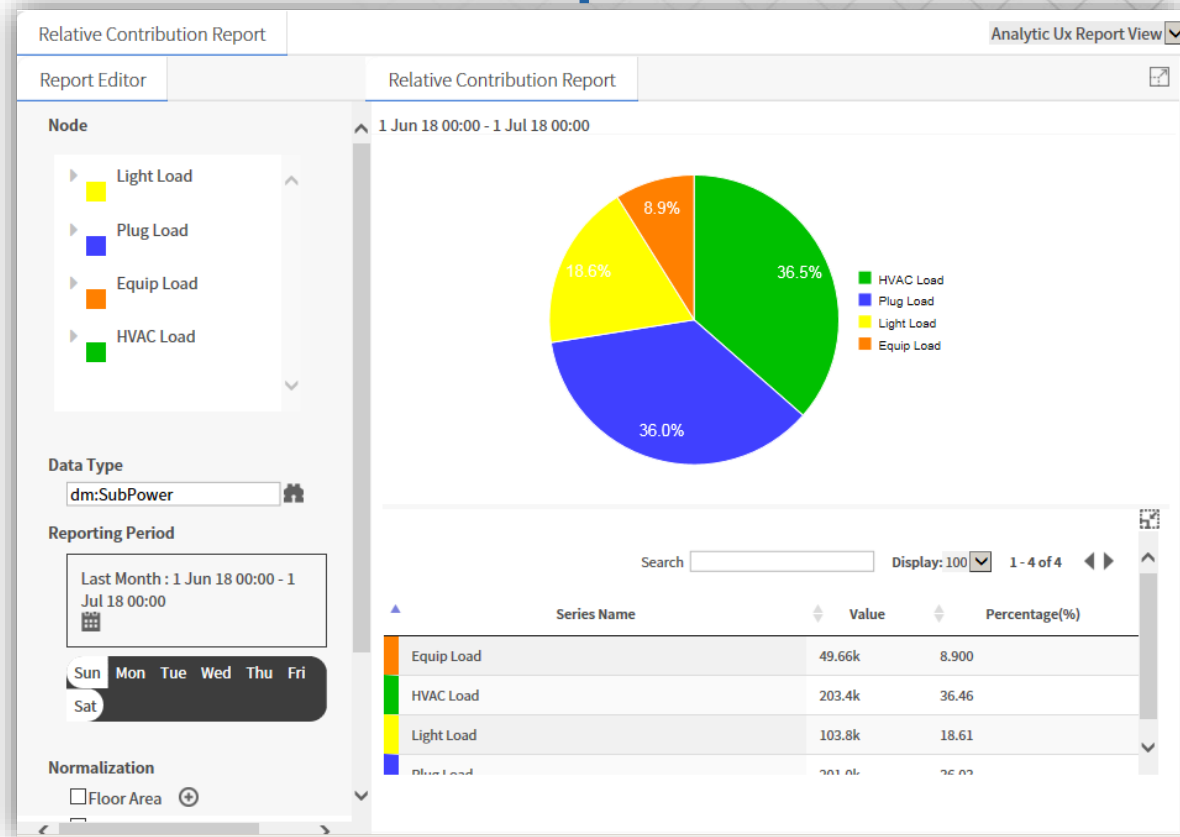 Relative Contribution Report
Analytic Ux Report View
Report Editor
Relative Contribution Report
Node
Light Load
Plug Load
Equip Load
HVAC Load
Data Type
dm:SubPower
Reporting Period
Last Month : 1 Jun 18 00:00 - 1
Jul 18 00:00
Sun Mon Tue Wed Thu Fri
Sat
Normalization
Floor Area
1 Jun 18 00:00 - 1 Jul 18 00:00
8.9%
18.6%
36.5%
36.0%
HVAC Load
Plug Load
Light Load
Equip Load
Search Display: 100 1 - 4 of 4
Series Name Value Percentage(%)
Equip Load 49.66k 8.900
HVAC Load 203.4k 36.46
Light Load 103.8k 18.61
Plug Load